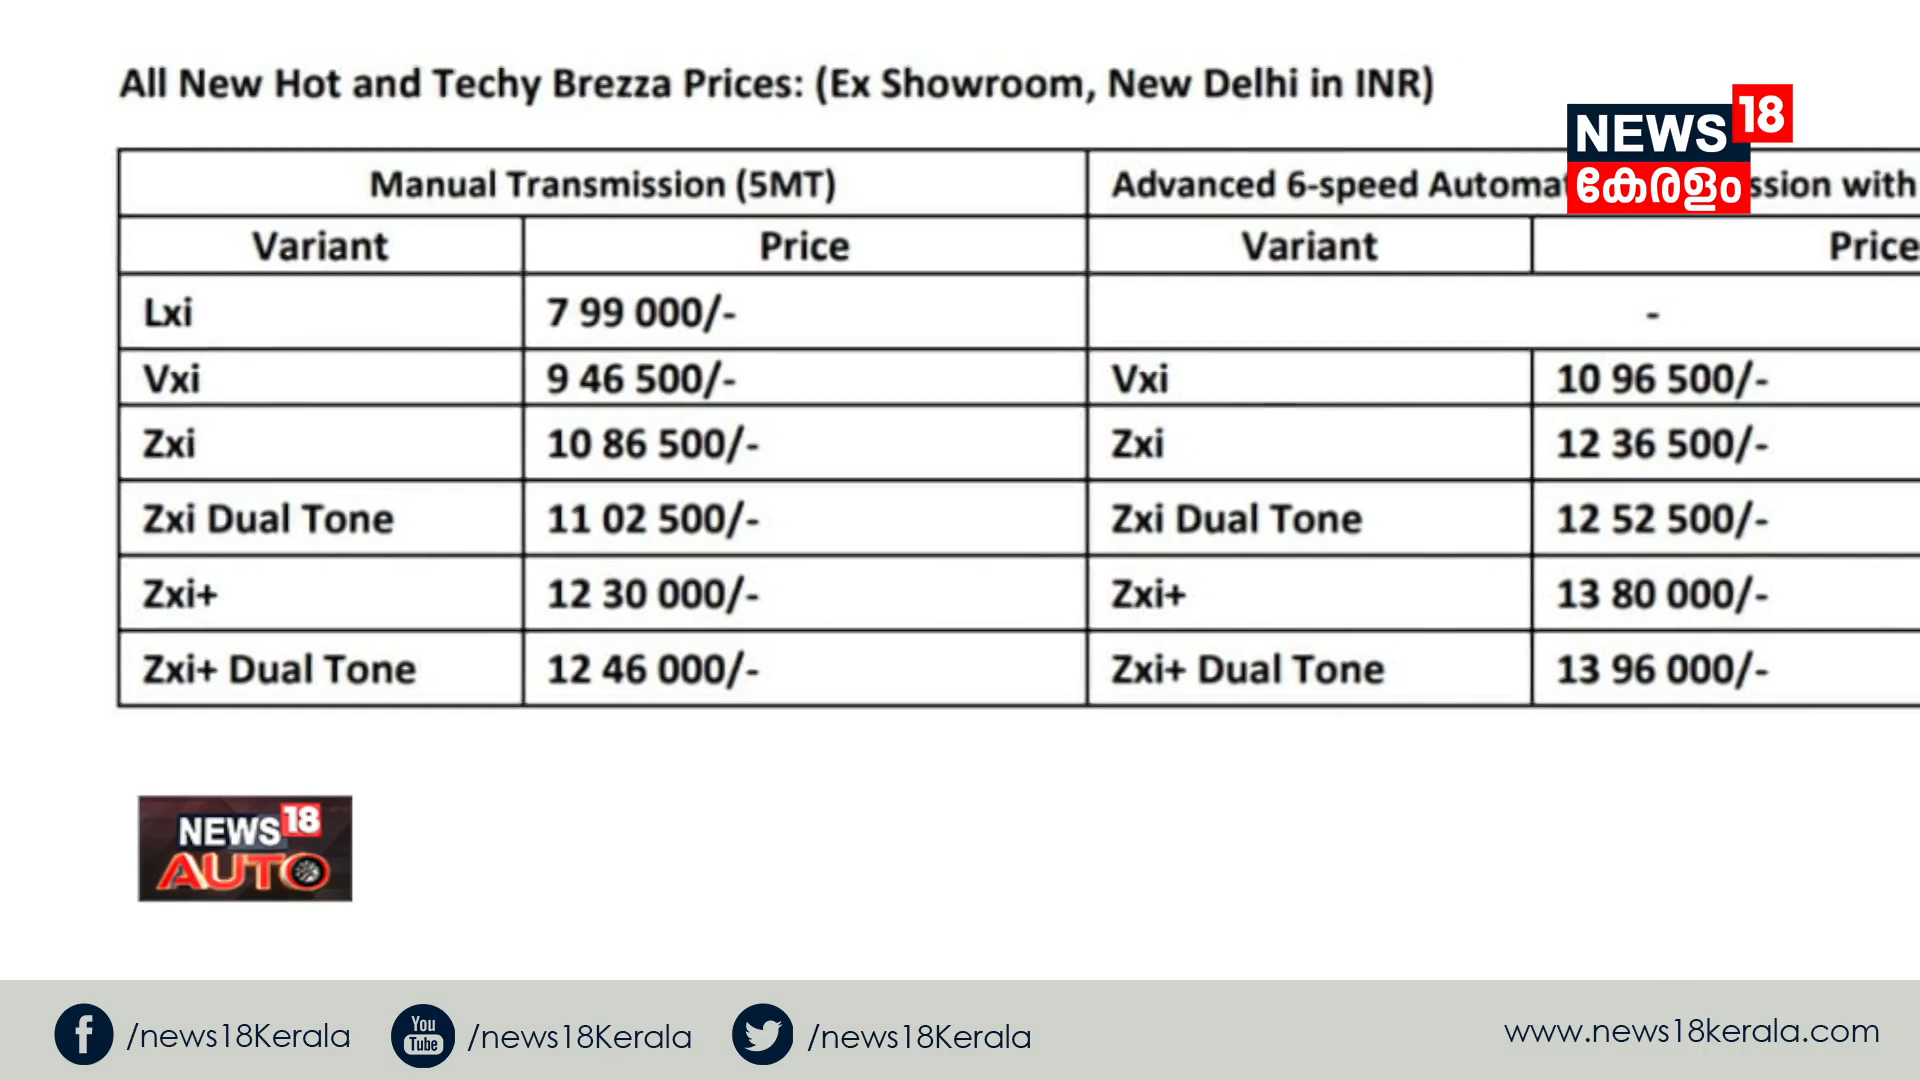 All New Hot and Techy Brezza Prices: (Ex Showroom, New Delhi in INR)
NEWS 18
കേരളം
Manual Transmission (5MT) Advanced 6-speed ssion with
Variant Price Variant Price
Lxi 7 99 000/- -
Vxi 9 46 500/- Vxi 10 96 500/-
Zxi 10 86 500/- Zxi 12 36 500/-
Zxi Dual Tone 11 02 500/- Zxi Dual Tone 12 52 500/-
Zxi+ 12 30 000/- Zxi+ 13 80 000/-
Zxi+ Dual Tone 12 46 000/- Zxi+ Dual Tone 13 96 000/-
NEWS 18
AUTO
/news18Kerala You Tube /news18Kerala /news18Kerala www.news18kerala.com